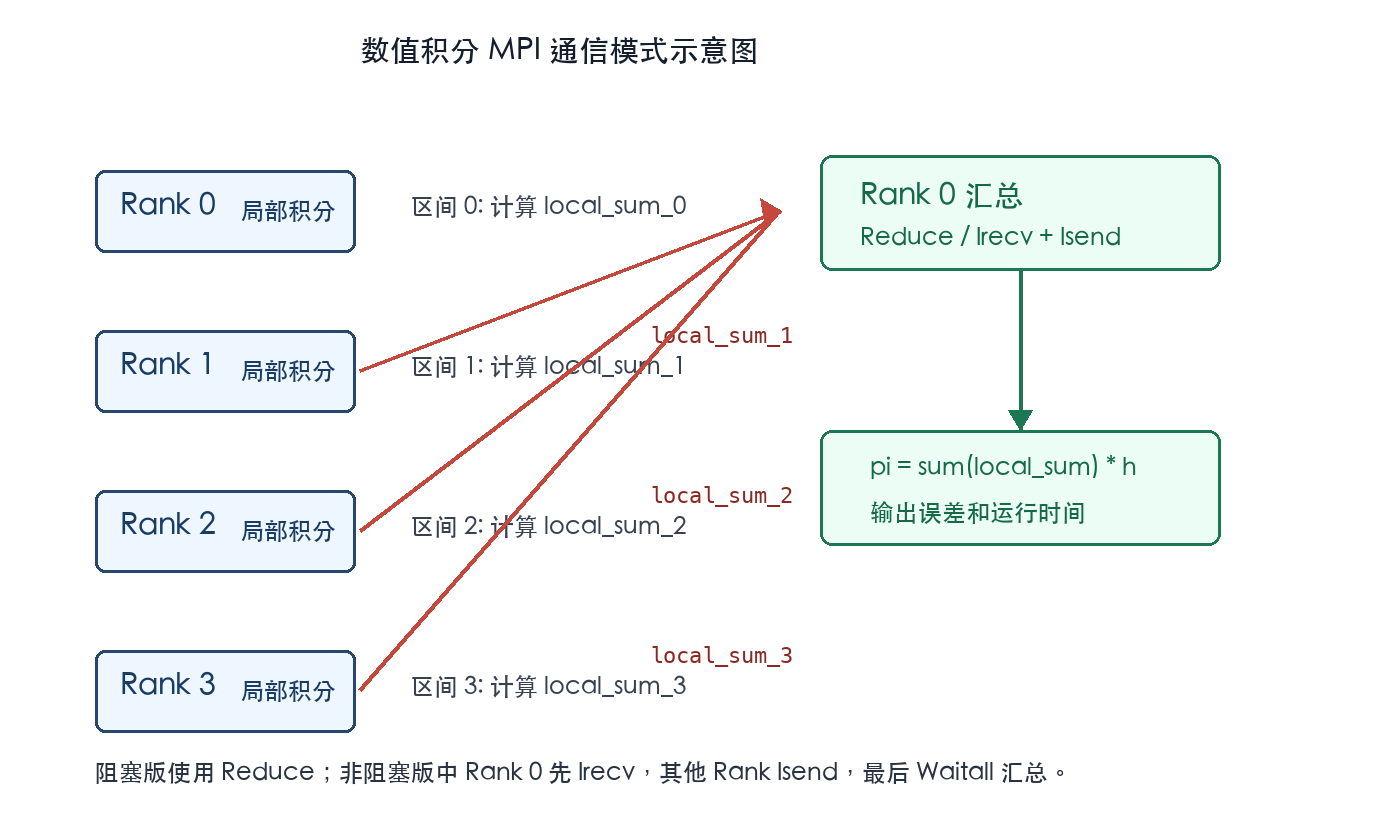 数值积分 MPI 通信模式示意图
Rank 0 局部积分
区间 0: 计算 local_sum_0
Rank 0 汇总
Reduce / Irecv + Isend
local_sum_1
Rank 1 局部积分
区间 1: 计算 local_sum_1
pi = sum(local_sum) * h
local_sum_2
输出误差和运行时间
Rank 2 局部积分
区间 2: 计算 local_sum_2
local_sum_3
Rank 3 局部积分
区间 3: 计算 local_sum_3
阻塞版使用 Reduce；非阻塞版中 Rank 0 先 Irecv，其他 Rank Isend，最后 Waitall 汇总。